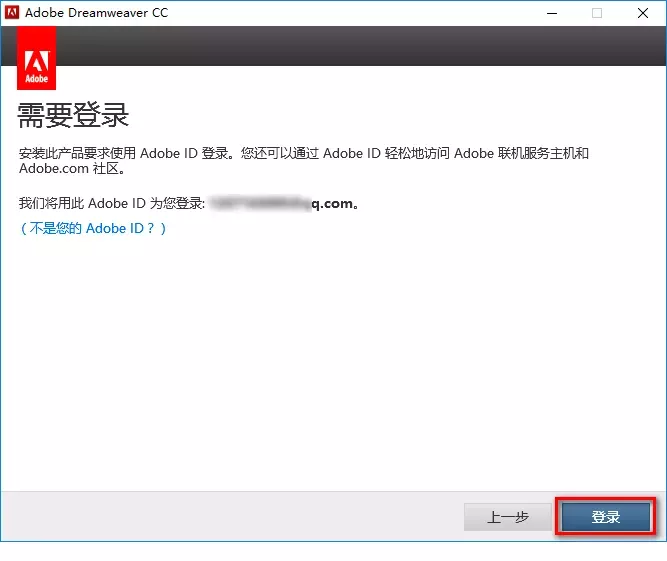 Adobe Dreamweaver CC
Adobe
需要登录
安装此产品要求使用 Adobe ID 登录。您还可以通过 Adobe ID 轻松地访问 Adobe 联机服务主机和
Adobe.com 社区。
我们将用此 Adobe ID 为您登录: q.com。
（不是您的 Adobe ID？）
上一步
登录